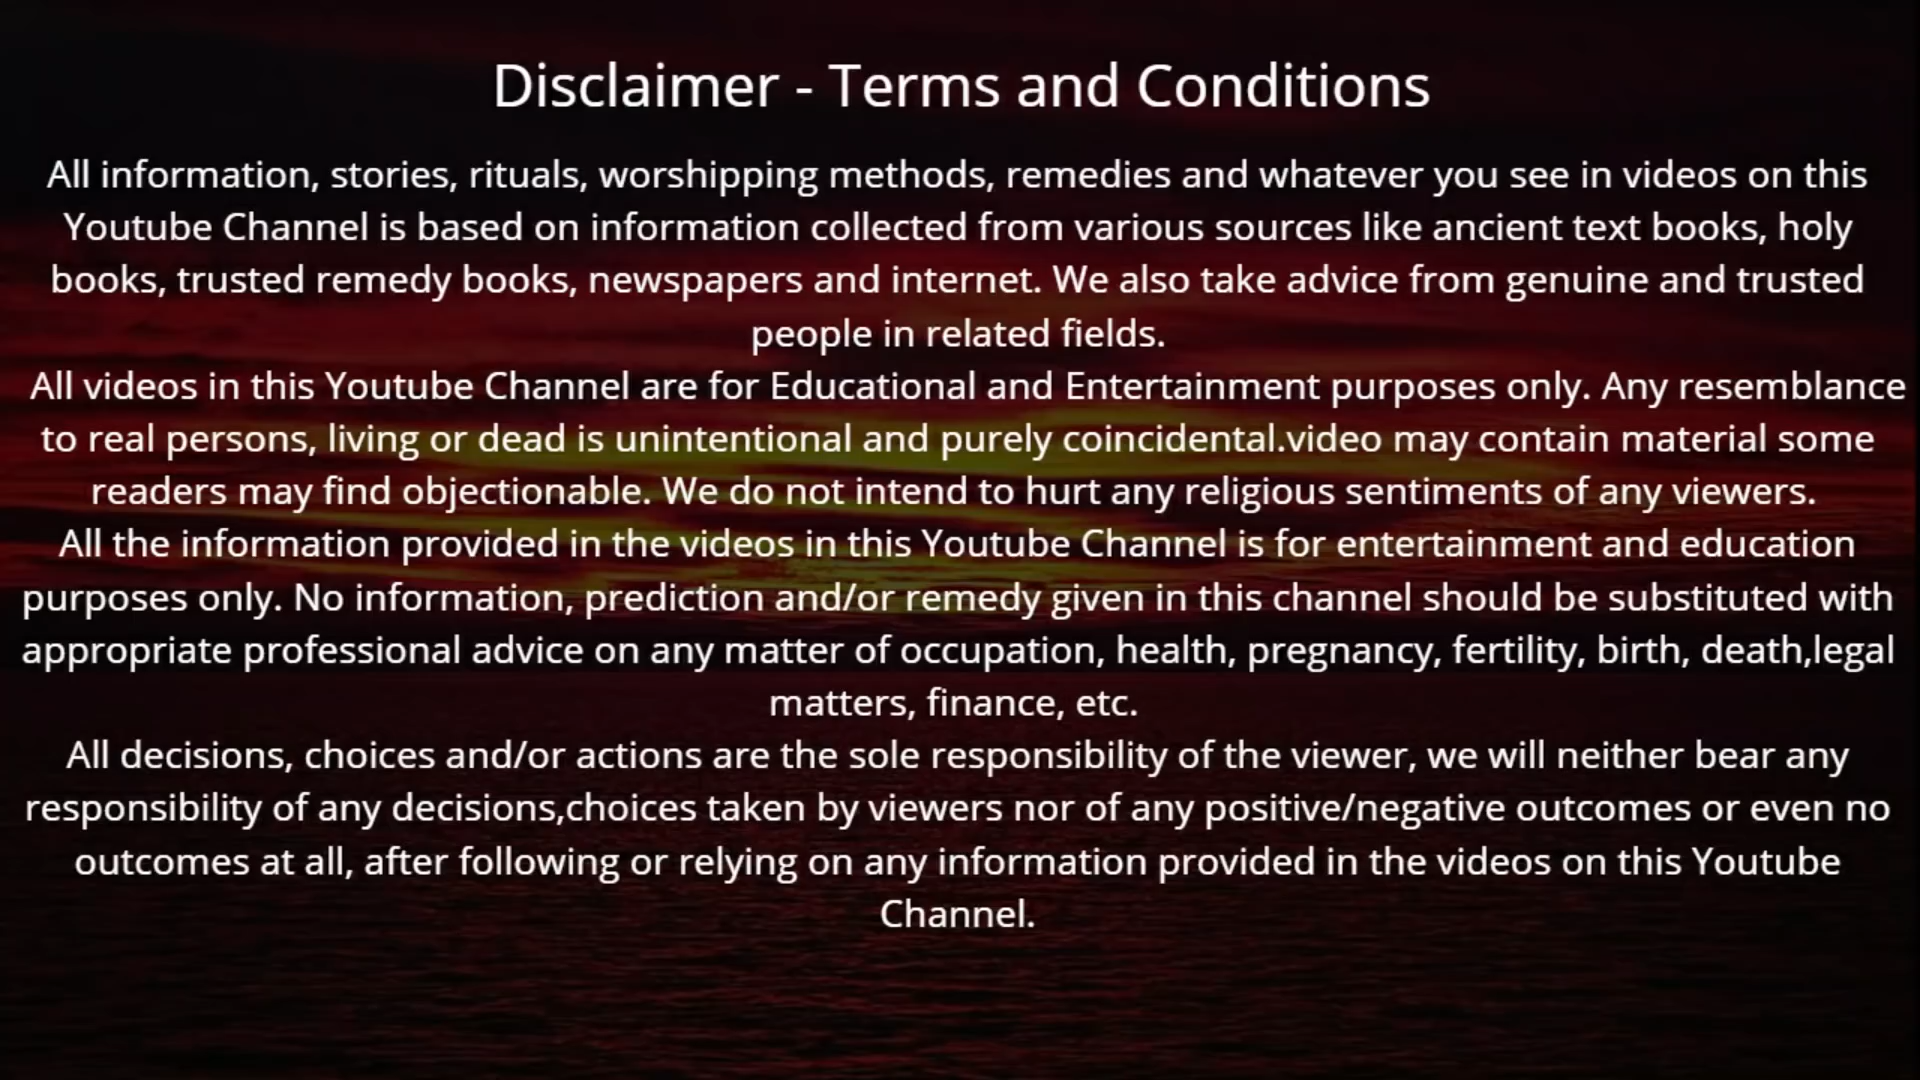 Disclaimer - Terms and Conditions
All information, stories, rituals, worshipping methods, remedies and whatever you see in videos on this
Youtube Channel is based on information collected from various sources like ancient text books, holy
books, trusted remedy books, newspapers and internet. We also take advice from genuine and trusted
people in related fields.
All videos in this Youtube Channel are for Educational and Entertainment purposes only. Any resemblance
to real persons, living or dead is unintentional and purely coincidental.video may contain material some
readers may find objectionable. We do not intend to hurt any religious sentiments of any viewers.
All the information provided in the videos in this Youtube Channel is for entertainment and education
purposes only. No information, prediction and/or remedy given in this channel should be substituted with
appropriate professional advice on any matter of occupation, health, pregnancy, fertility, birth, death,legal
matters, finance, etc.
All decisions, choices and/or actions are the sole responsibility of the viewer, we will neither bear any
responsibility of any decisions,choices taken by viewers nor of any positive/negative outcomes or even no
outcomes at all, after following or relying on any information provided in the videos on this Youtube
Channel.